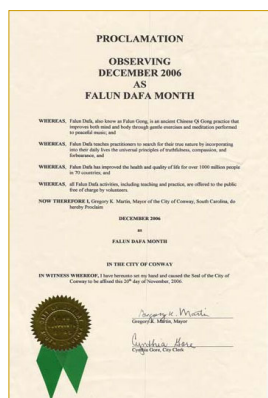 PROCLAMATION
OBSERVING
DECEMBER 2006
AS
FALUN DAFA MONTH
WHEREAS, Falun Dafa, also know as Falun Gong, is an ancient Chinese Qi Gong practice that
improves both mind and body through gentle exercises and meditation performed
to peaceful music; and
WHEREAS, Falun Dafa teaches practitioners to search for their true nature by incorporating
into their daily lives the universal principles of truthfulness, compassion, and
forbearance, and
WHEREAS, Falun Dafa has improved the health and quality of life for over 1000 million people
in 70 countries, and
WHEREAS, all Falun Dafa activities, including teaching and practice, are offered to the public
free of charge by volunteers.
NOW THEREFORE I, Gregory K. Martin, Mayor of the City of Conway, South Carolina, do
hereby Proclaim
DECEMBER 2006
as
FALUN DAFA MONTH
IN THE CITY OF CONWAY
IN WITNESS WHEREOF, I have hereunto set my hand and caused the Seal of the City of
Conway to be affixed this 20th day of November, 2006.
Gregory K. Martin
Gregory K. Martin, Mayor
Cynthia Gore
Cynthia Gore, City Clerk